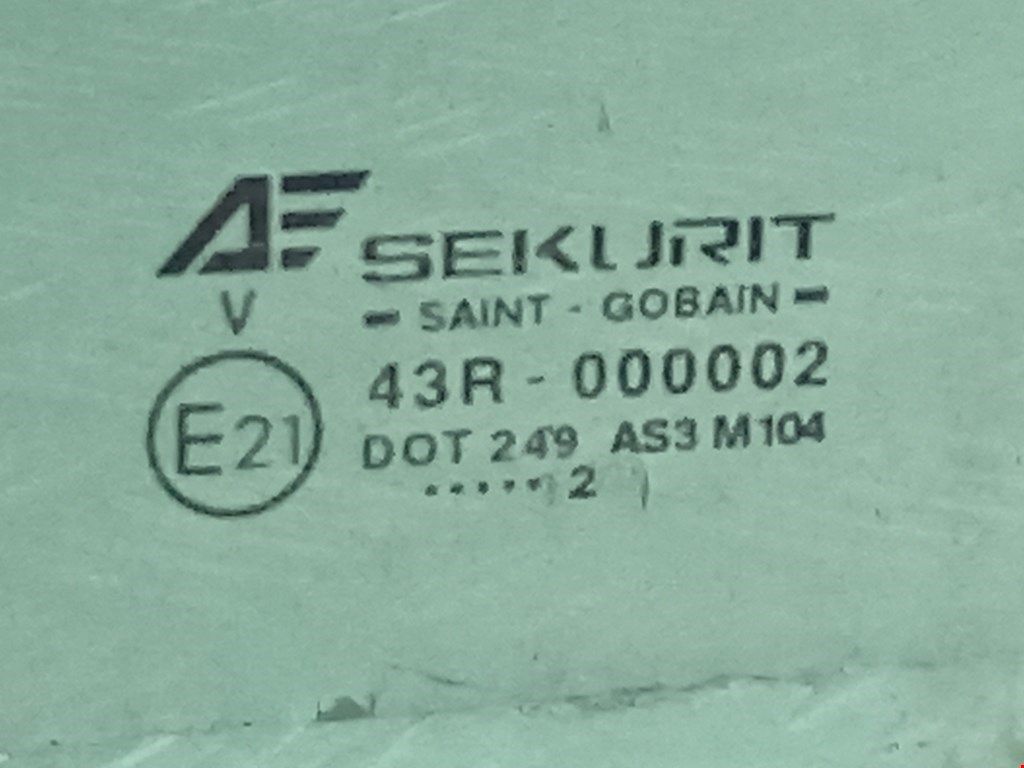 AF
SEKURIT
- SAINT - GOBAIN -
V
43R - 000002
E21
DOT 249 AS3 M104
..... 2